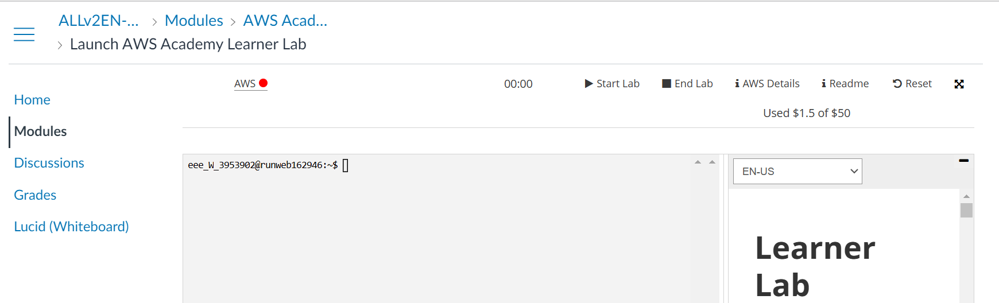 ALLv2EN-... > Modules > AWS Acad...
> Launch AWS Academy Learner Lab
AWS 00:00 Start Lab End Lab AWS Details Readme Reset
Used $1.5 of $50
Home
Modules
Discussions
Grades
Lucid (Whiteboard)
eee_W_3953902@runweb162946:~$
EN-US
Learner
Lab